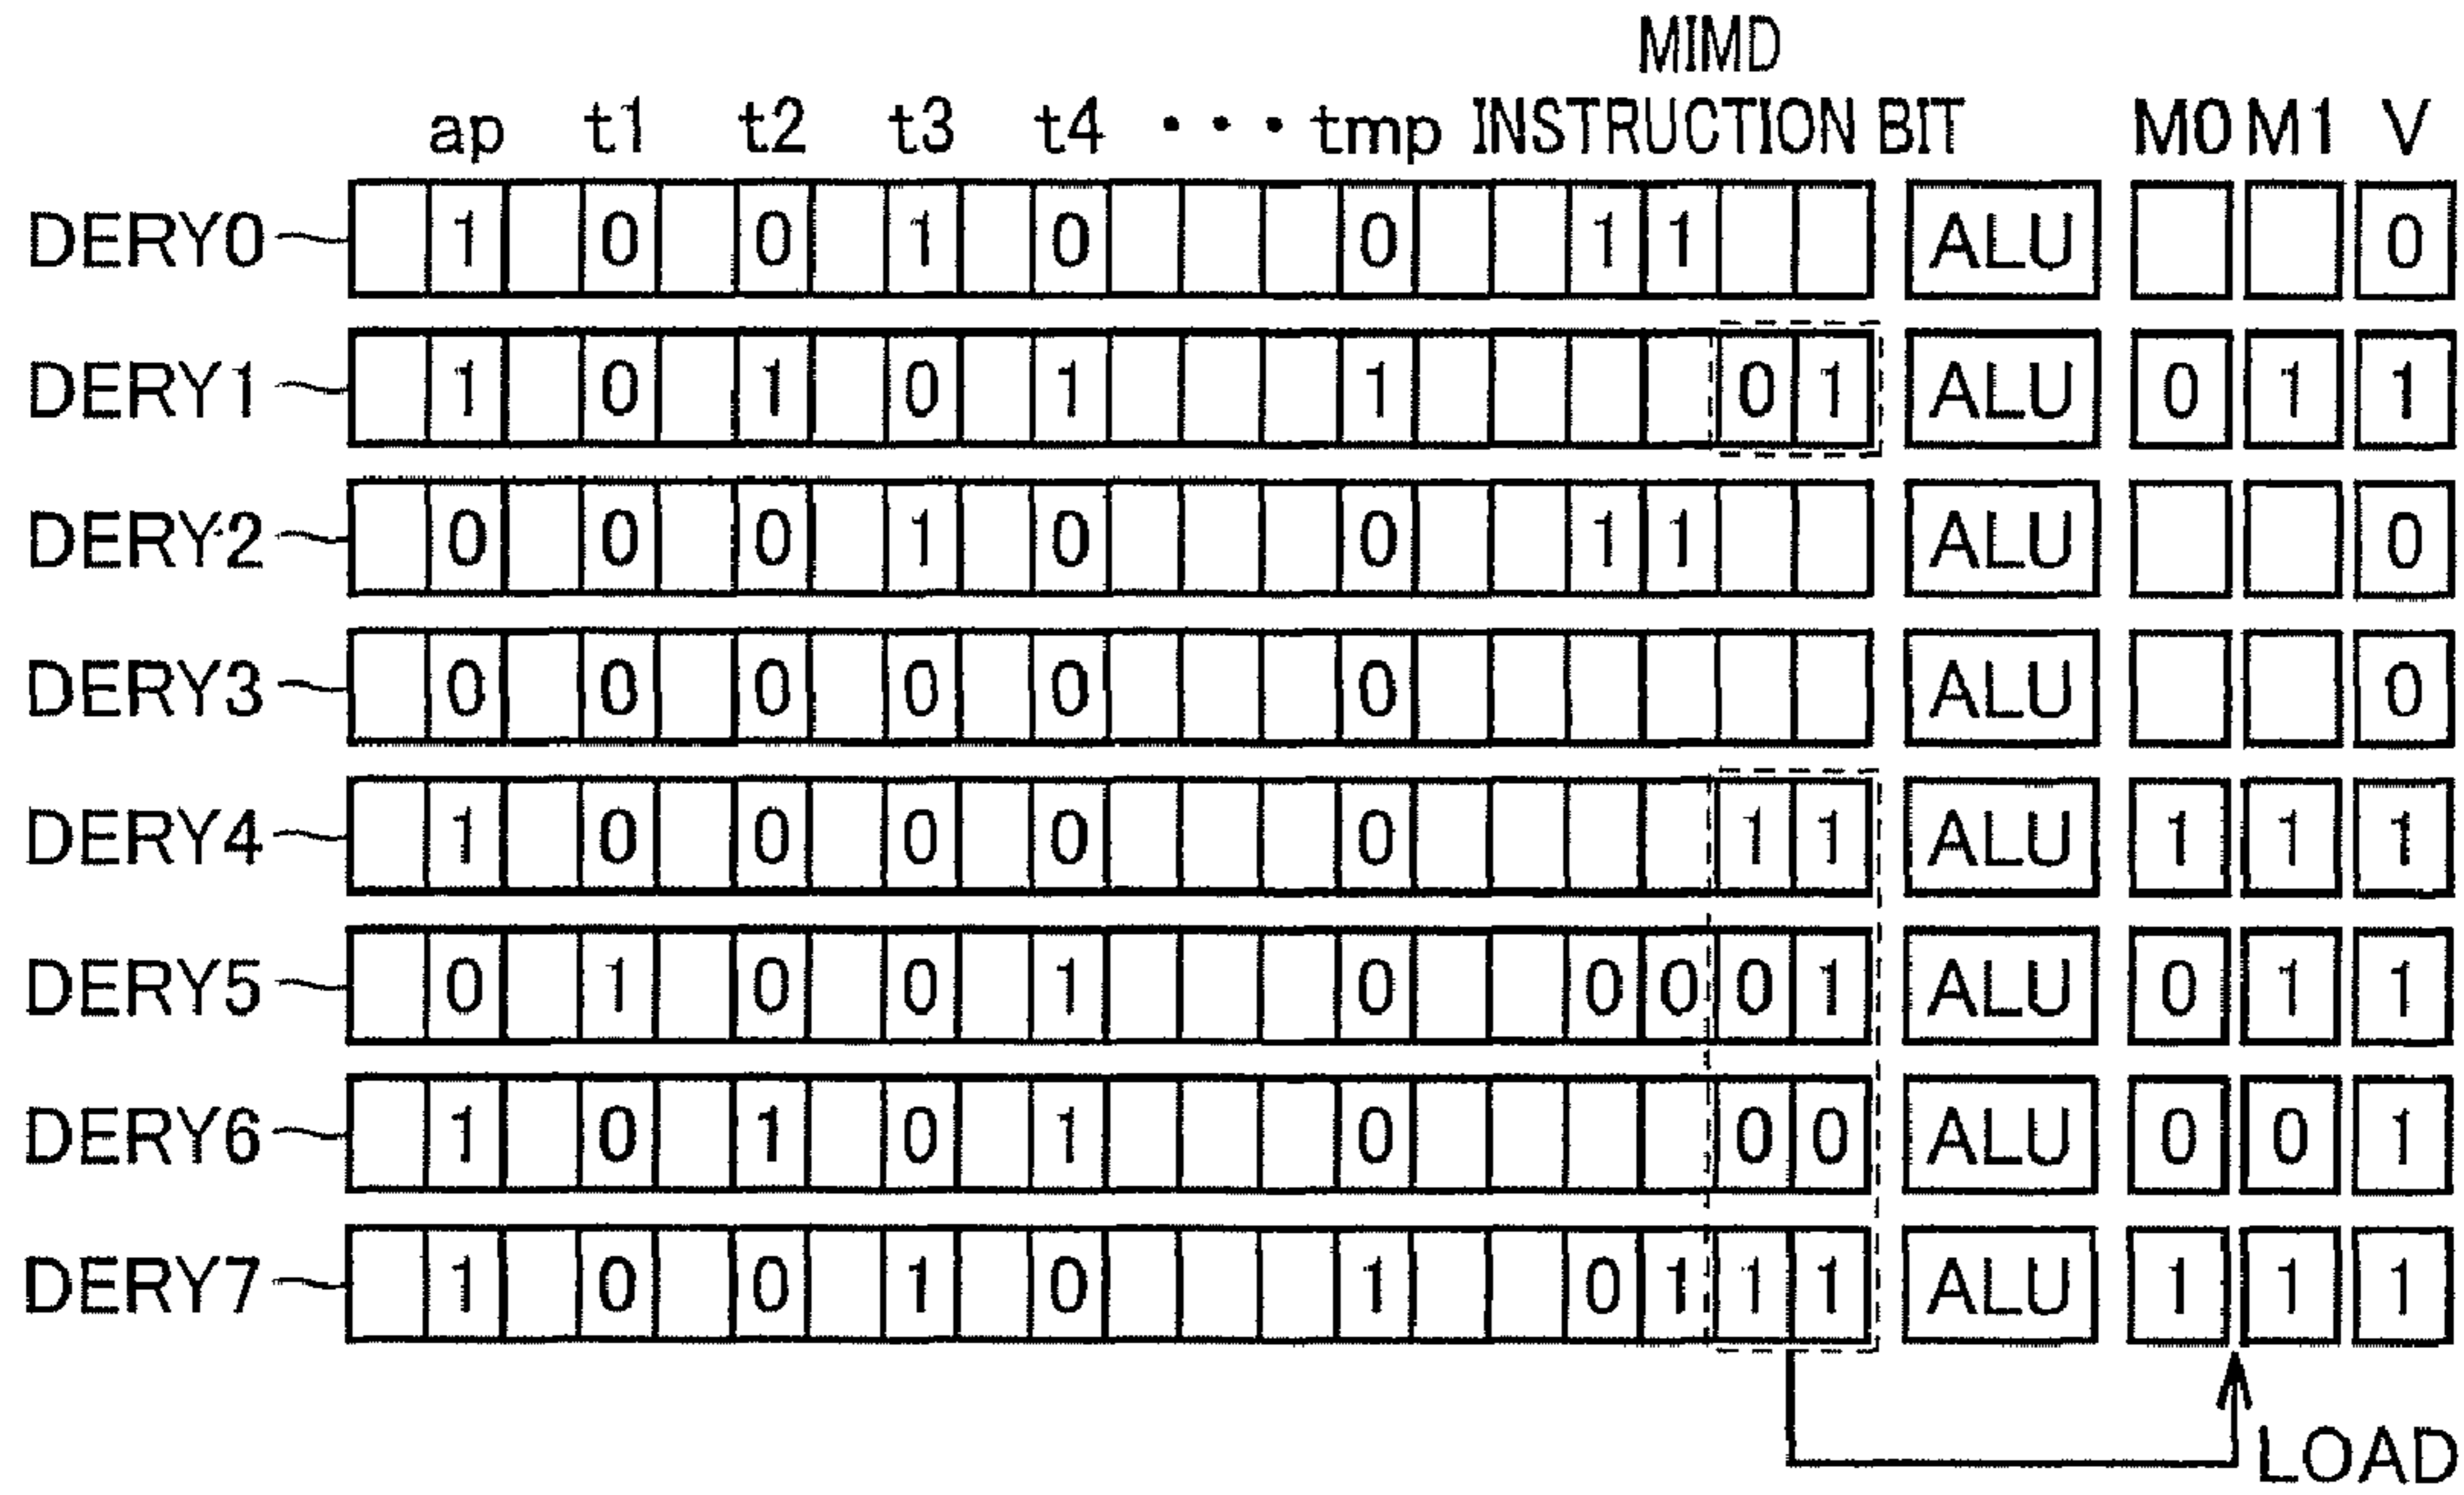 MIMD
ap t1 t2 t3 t4 ··· tmp INSTRUCTION BIT M0 M1 V
DERY0 1 0 0 1 0 0 1 1 ALU 0
DERY1 1 0 1 0 1 1 0 1 ALU 0 1 1
DERY2 0 0 0 1 0 0 1 1 ALU 0
DERY3 0 0 0 0 0 0 ALU 0
DERY4 1 0 0 0 0 0 1 1 ALU 1 1 1
DERY5 0 1 0 0 1 0 0 0 0 1 ALU 0 1 1
DERY6 1 0 1 0 1 0 0 0 ALU 0 0 1
DERY7 1 0 0 1 0 1 0 1 1 1 ALU 1 1 1
LOAD